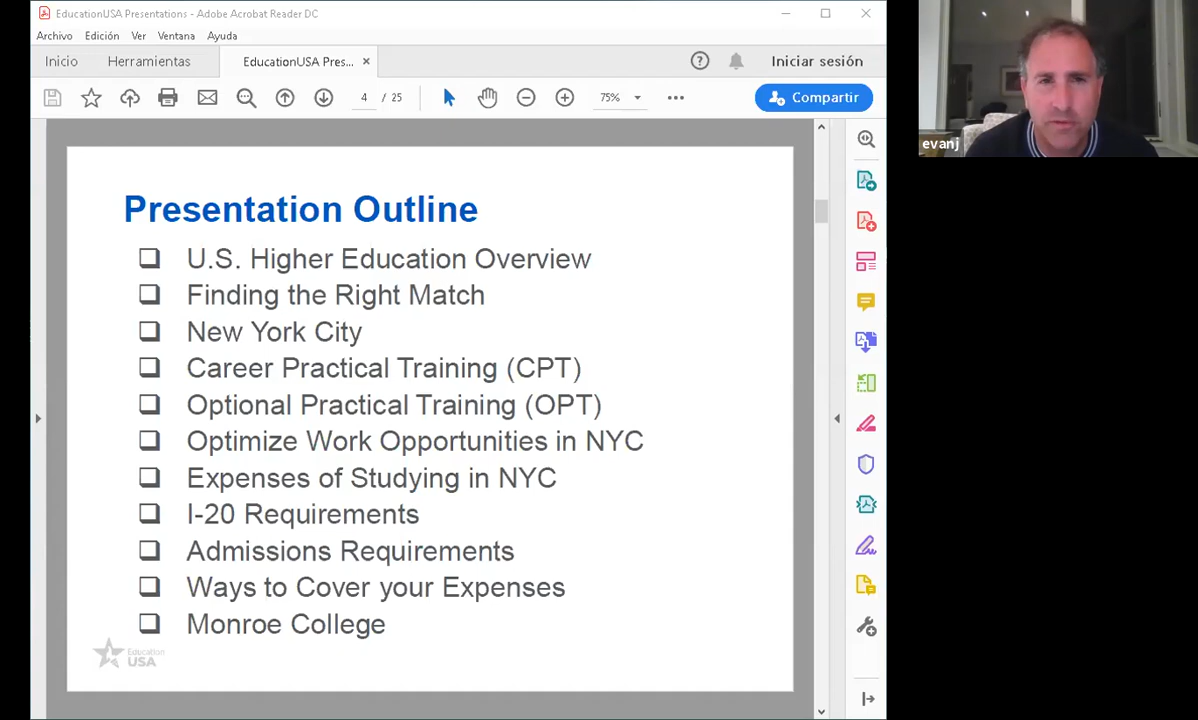 EducationUSA Presentations - Adobe Acrobat Reader DC
Archivo Edición Ver Ventana Ayuda
Inicio Herramientas EducationUSA Pres... Iniciar sesión
4 / 25 75% Compartir
evanj
Presentation Outline
U.S. Higher Education Overview
Finding the Right Match
New York City
Career Practical Training (CPT)
Optional Practical Training (OPT)
Optimize Work Opportunities in NYC
Expenses of Studying in NYC
I-20 Requirements
Admissions Requirements
Ways to Cover your Expenses
Monroe College
Education
USA